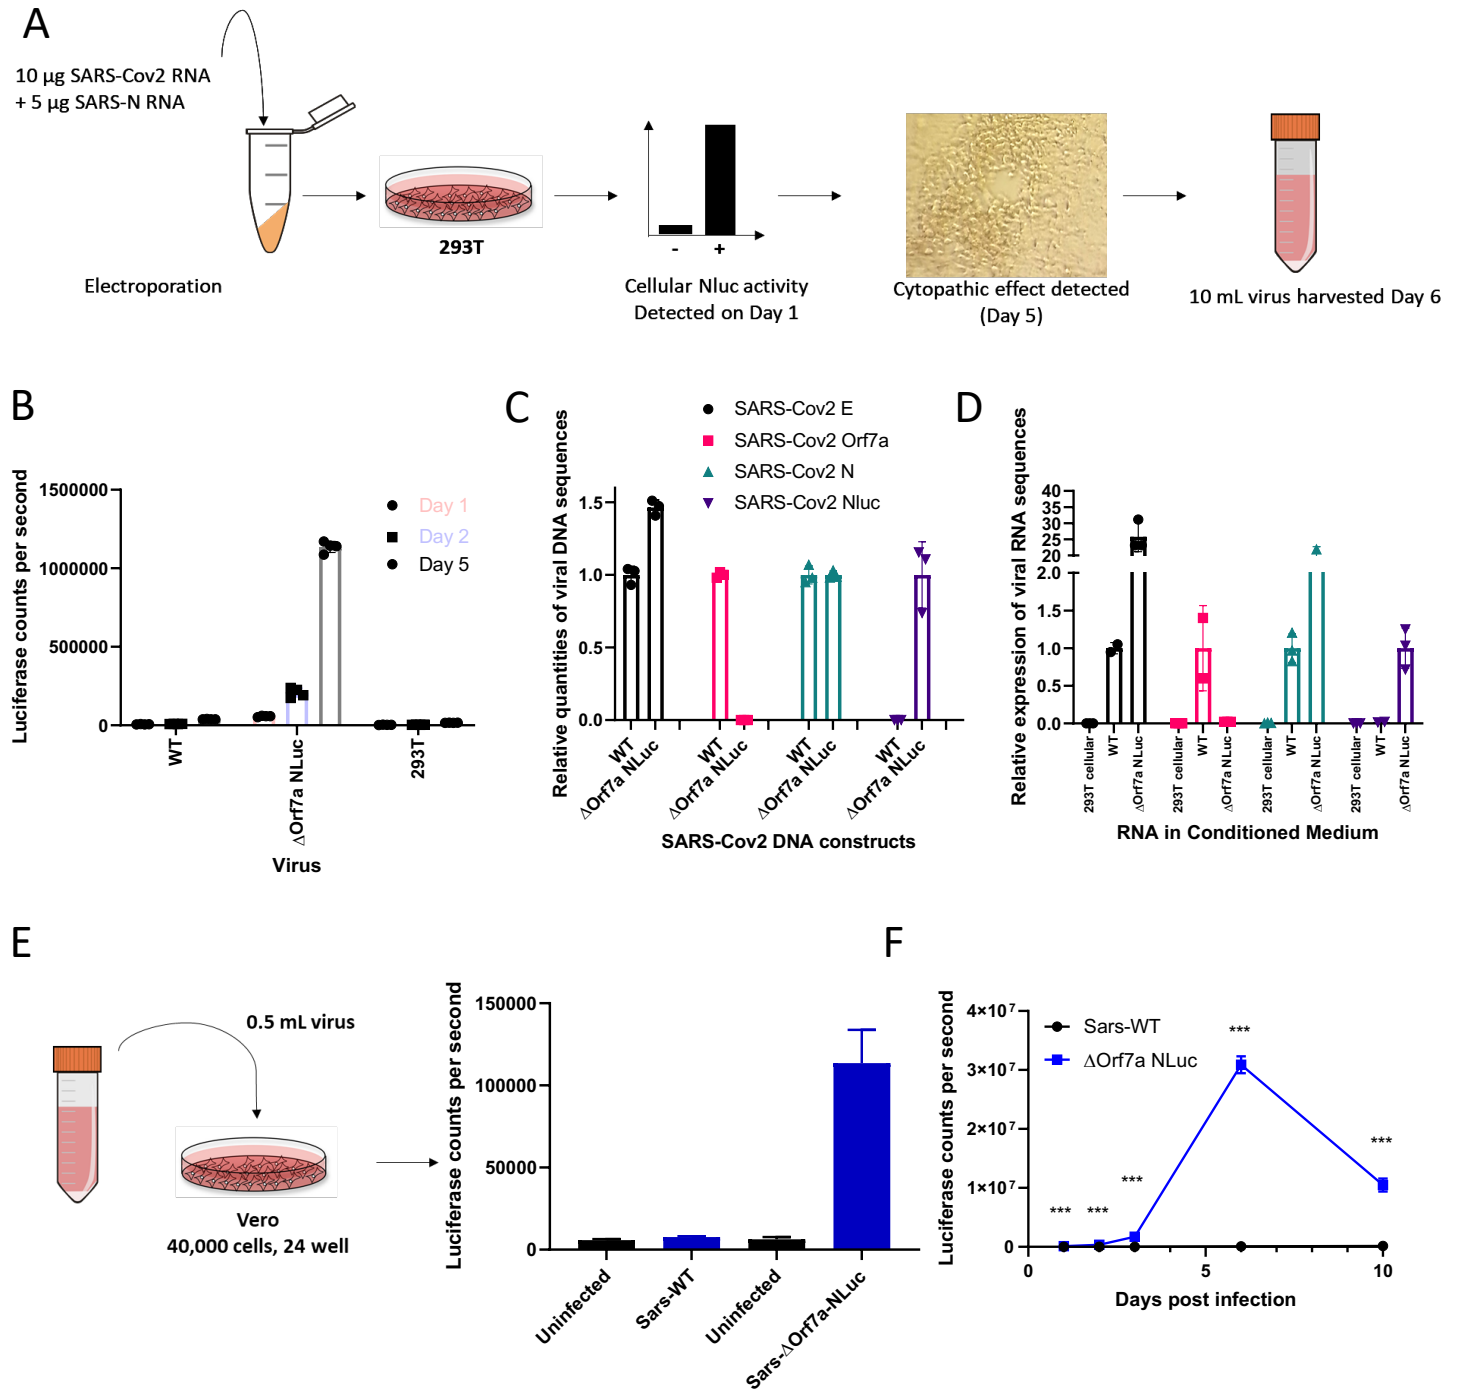 A
10 µg SARS-Cov2 RNA
+ 5 µg SARS-N RNA
Electroporation
293T
- +
Cellular Nluc activity
Detected on Day 1
Cytopathic effect detected
(Day 5)
10 mL virus harvested Day 6
B
Luciferase counts per second
1500000
1000000
500000
0
Day 1
Day 2
Day 5
WT
ΔOrf7a NLuc
293T
Virus
C
SARS-Cov2 E
SARS-Cov2 Orf7a
SARS-Cov2 N
SARS-Cov2 Nluc
Relative quantities of viral DNA sequences
1.5
1.0
0.5
0.0
WT
ΔOrf7a NLuc
WT
ΔOrf7a NLuc
WT
ΔOrf7a NLuc
WT
ΔOrf7a NLuc
SARS-Cov2 DNA constructs
D
Relative expression of viral RNA sequences
40
35
30
25
20
2.0
1.5
1.0
0.5
0.0
293T cellular
WT
ΔOrf7a NLuc
293T cellular
WT
ΔOrf7a NLuc
293T cellular
WT
ΔOrf7a NLuc
293T cellular
WT
ΔOrf7a NLuc
RNA in Conditioned Medium
E
0.5 mL virus
Vero
40,000 cells, 24 well
Luciferase counts per second
150000
100000
50000
0
Uninfected
Sars-WT
Uninfected
Sars-ΔOrf7a-NLuc
F
Luciferase counts per second
4×10⁷
3×10⁷
2×10⁷
1×10⁷
0
Sars-WT
ΔOrf7a NLuc
***
***
***
***
***
0 5 10
Days post infection